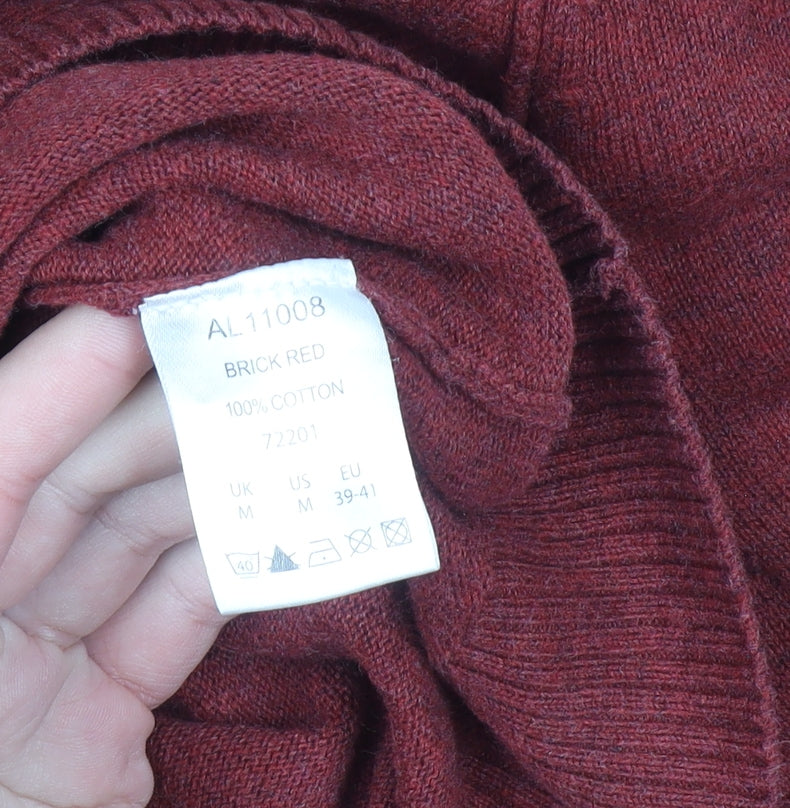 AL11008
BRICK RED
100% COTTON
72201
UK US EU
M M 39-41
40